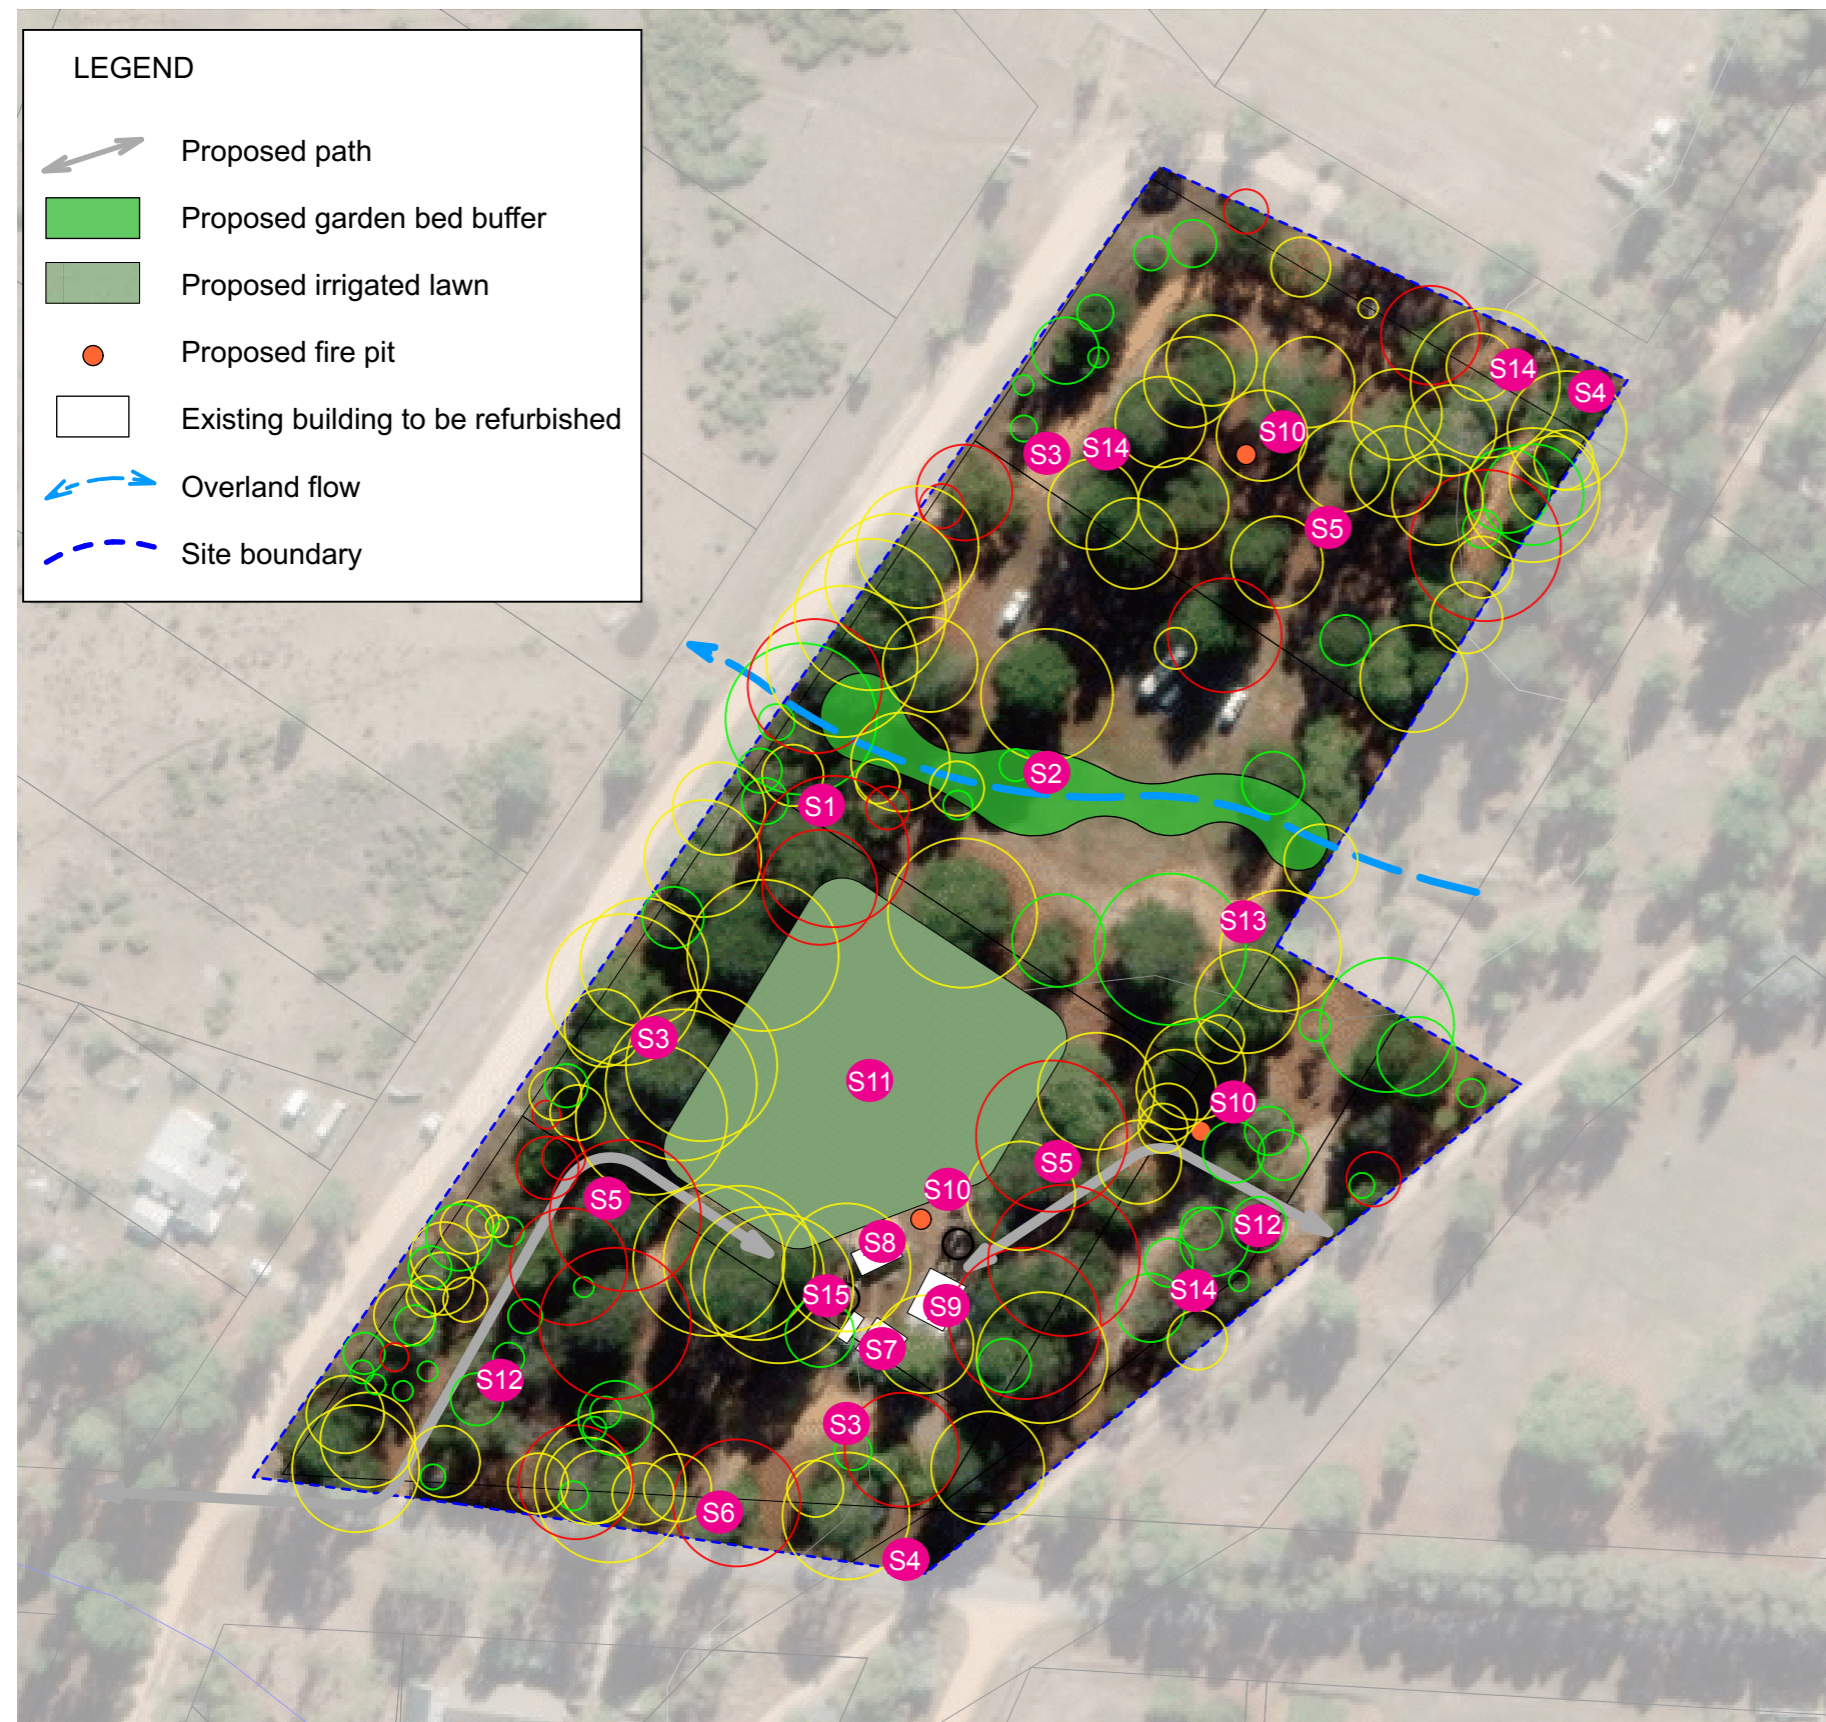 LEGEND
Proposed path
Proposed garden bed buffer
Proposed irrigated lawn
Proposed fire pit
Existing building to be refurbished
Overland flow
Site boundary
S14
S4
S10
S3
S14
S5
S2
S1
S13
S3
S11
S10
S5
S10
S5
S12
S8
S14
S15
S9
S7
S12
S3
S6
S4